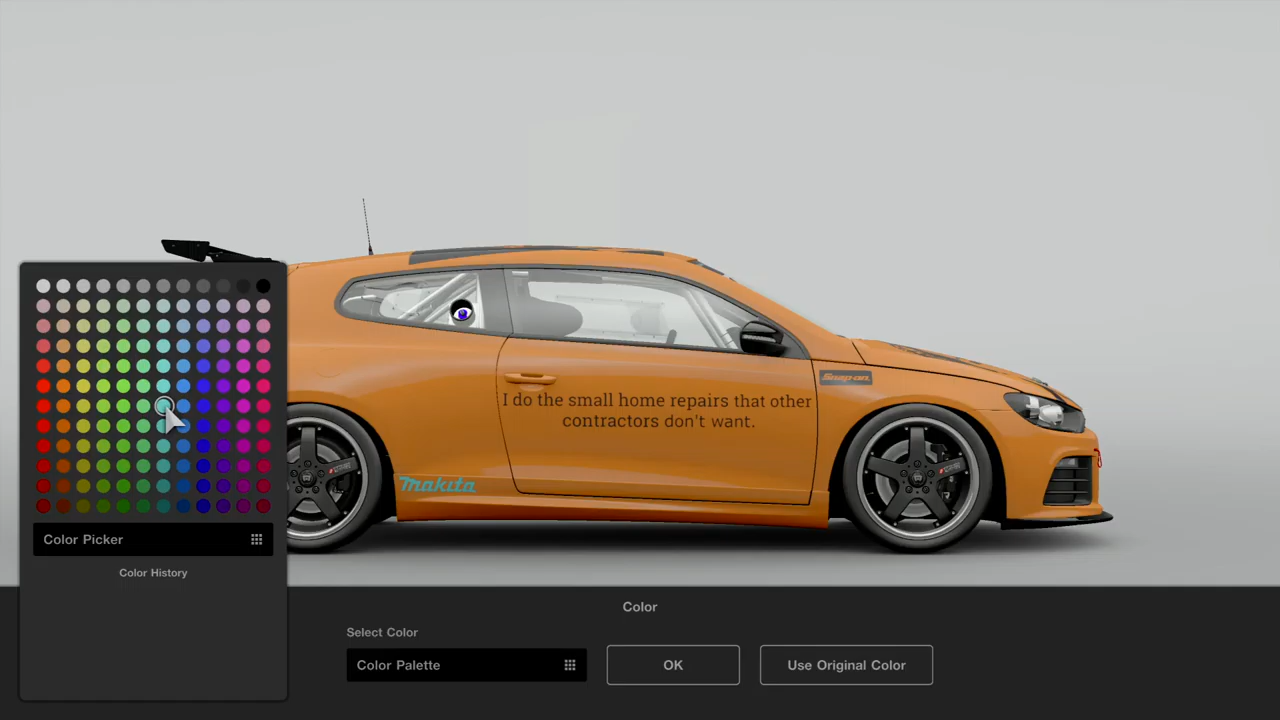 I do the small home repairs that other
contractors don't want.
Snap-on
makita
Color Picker
Color History
Color
Select Color
Color Palette
OK
Use Original Color